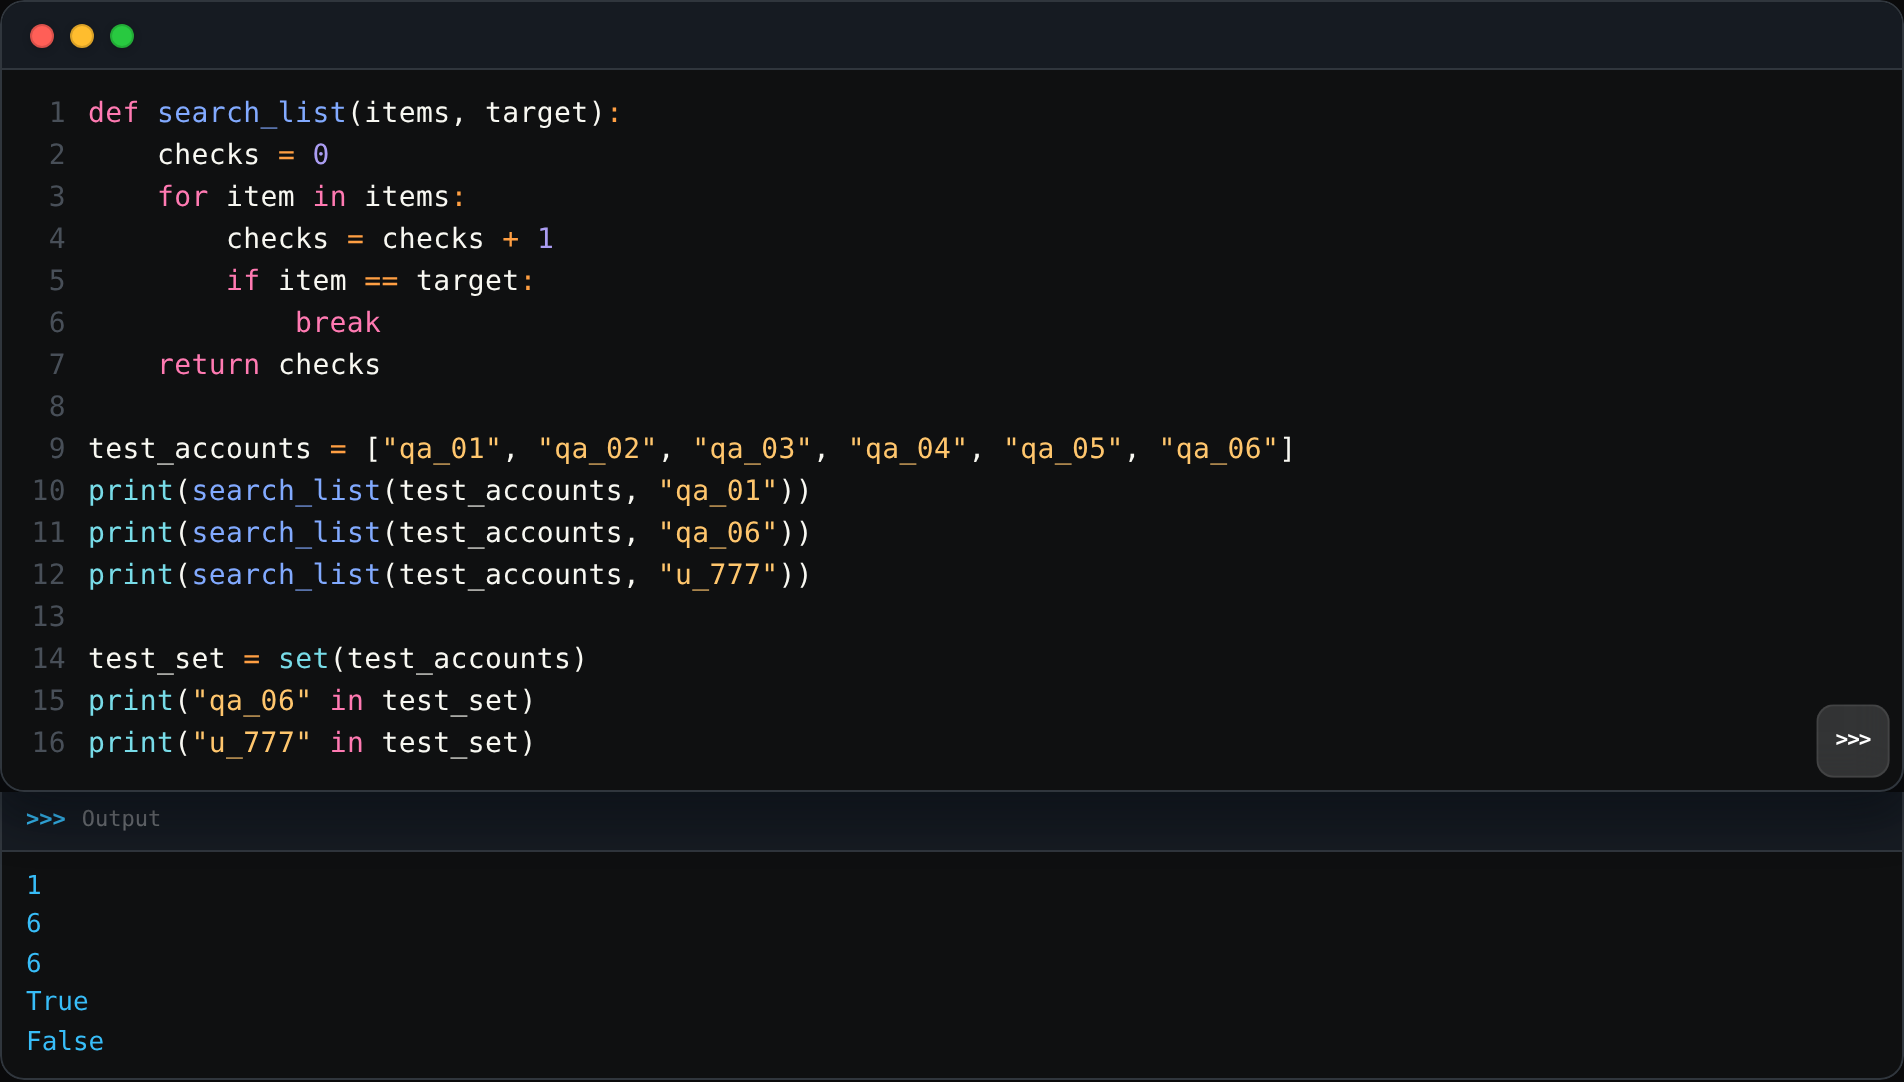 1 def search_list(items, target):
2     checks = 0
3     for item in items:
4         checks = checks + 1
5         if item == target:
6             break
7     return checks
8
9 test_accounts = ["qa_01", "qa_02", "qa_03", "qa_04", "qa_05", "qa_06"]
10 print(search_list(test_accounts, "qa_01"))
11 print(search_list(test_accounts, "qa_06"))
12 print(search_list(test_accounts, "u_777"))
13
14 test_set = set(test_accounts)
15 print("qa_06" in test_set)
16 print("u_777" in test_set)
>>>
>>> Output
1
6
6
True
False